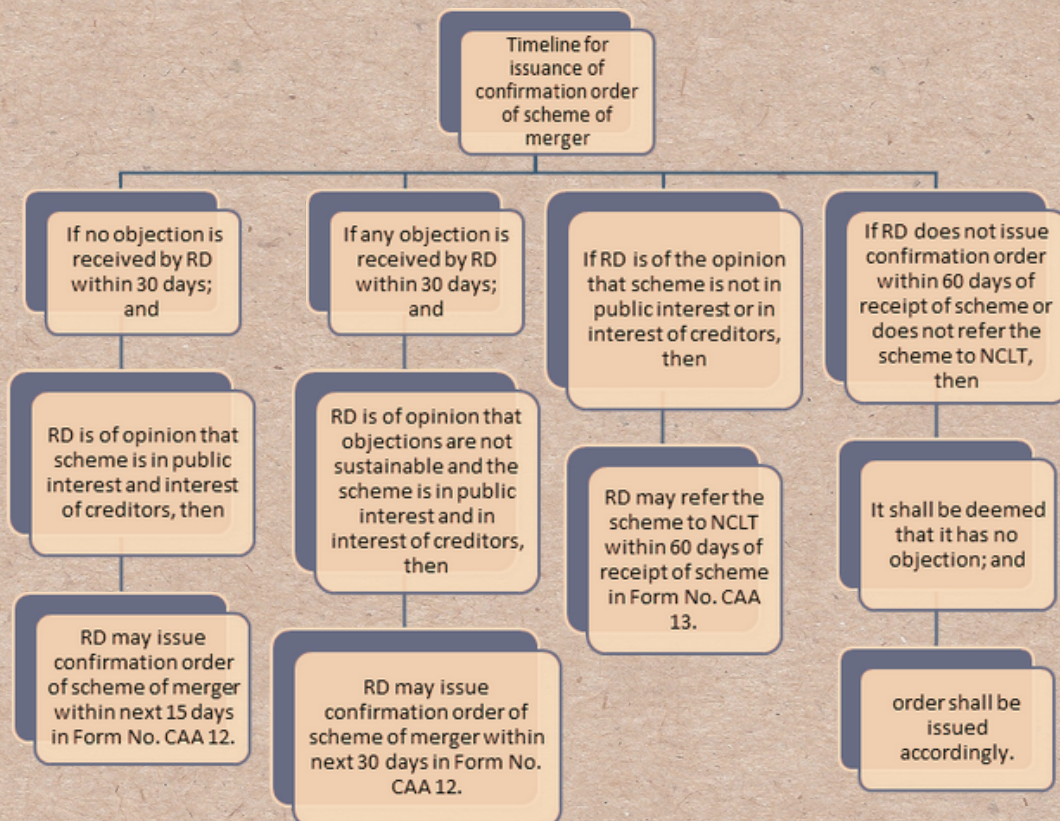 Timeline for
issuance of
confirmation order
of scheme of
merger
If no objection is
received by RD
within 30 days;
and
RD is of opinion that
scheme is in public
interest and interest
of creditors, then
RD may issue
confirmation order
of scheme of merger
within next 15 days
in Form No. CAA 12.
If any objection is
received by RD
within 30 days;
and
RD is of opinion that
objections are not
sustainable and the
scheme is in public
interest and in
interest of creditors,
then
RD may issue
confirmation order of
scheme of merger within
next 30 days in Form No.
CAA 12.
If RD is of the opinion
that scheme is not in
public interest or in
interest of creditors,
then
RD may refer the
scheme to NCLT
within 60 days of
receipt of scheme
in Form No. CAA
13.
If RD does not issue
confirmation order
within 60 days of
receipt of scheme or
does not refer the
scheme to NCLT,
then
It shall be deemed
that it has no
objection; and
order shall be
issued
accordingly.